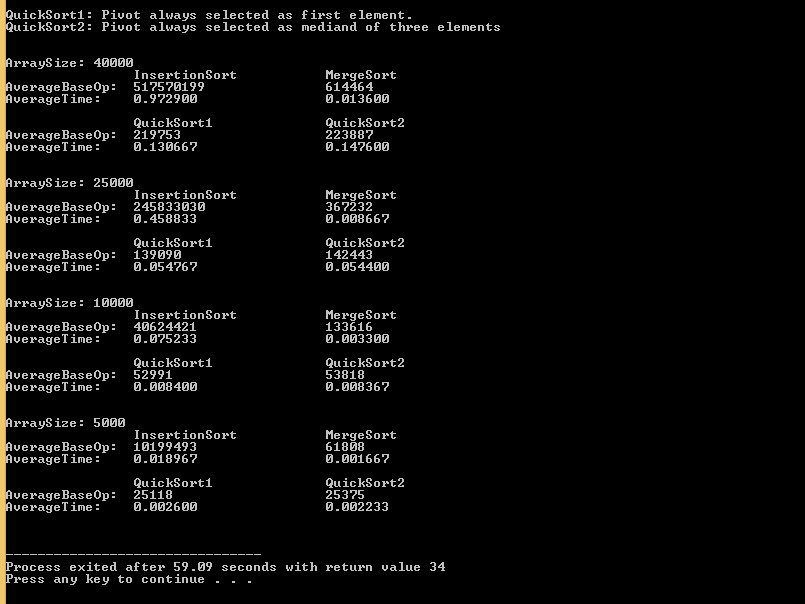 QuickSort1: Pivot always selected as first element.
QuickSort2: Pivot always selected as mediand of three elements
ArraySize: 40000
InsertionSort MergeSort
AverageBaseOp: 517570199 614464
AverageTime: 0.972900 0.013600
QuickSort1 QuickSort2
AverageBaseOp: 219753 223887
AverageTime: 0.130667 0.147600
ArraySize: 25000
InsertionSort MergeSort
AverageBaseOp: 245833030 367232
AverageTime: 0.458833 0.008667
QuickSort1 QuickSort2
AverageBaseOp: 139090 142443
AverageTime: 0.054767 0.054400
ArraySize: 10000
InsertionSort MergeSort
AverageBaseOp: 40624421 133616
AverageTime: 0.075233 0.003300
QuickSort1 QuickSort2
AverageBaseOp: 52991 53818
AverageTime: 0.008400 0.008367
ArraySize: 5000
InsertionSort MergeSort
AverageBaseOp: 10199493 61808
AverageTime: 0.018967 0.001667
QuickSort1 QuickSort2
AverageBaseOp: 25118 25375
AverageTime: 0.002600 0.002233
--------------------------------
Process exited after 59.09 seconds with return value 34
Press any key to continue . . .